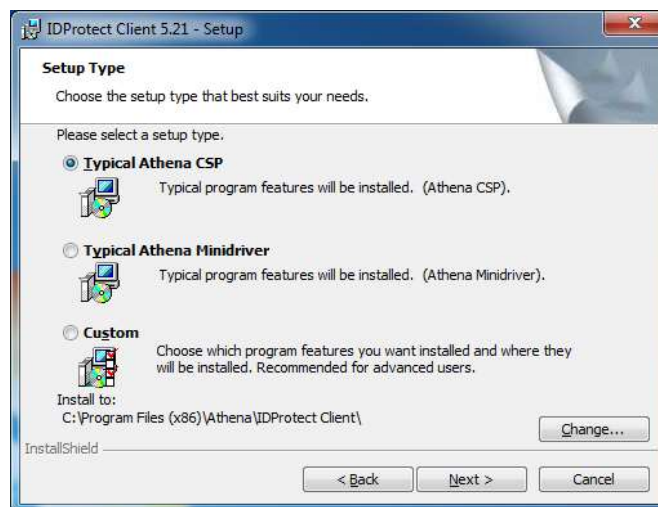 IDProtect Client 5.21 - Setup
Setup Type
Choose the setup type that best suits your needs.
Please select a setup type.
Typical Athena CSP
Typical program features will be installed. (Athena CSP).
Typical Athena Minidriver
Typical program features will be installed. (Athena Minidriver).
Custom
Choose which program features you want installed and where they
will be installed. Recommended for advanced users.
Install to:
C:\Program Files (x86)\Athena\IDProtect Client\
Change...
InstallShield
< Back
Next >
Cancel